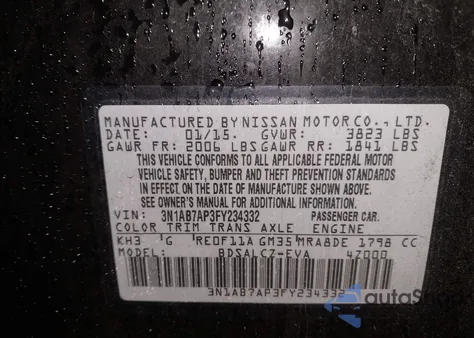 MANUFACTURED BY NISSAN MOTOR CO., LTD.
DATE: 01/15. GVWR: 3823 LBS
GAWR FR: 2006 LBS GAWR RR: 1841 LBS
THIS VEHICLE CONFORMS TO ALL APPLICABLE FEDERAL MOTOR
VEHICLE SAFETY, BUMPER AND THEFT PREVENTION STANDARDS
IN EFFECT ON THE DATE OF MANUFACTURE SHOWN ABOVE.
SEE OWNER'S MANUAL FOR ADDITIONAL INFORMATION.
VIN: 3N1AB7AP3FY234332 PASSENGER CAR.
COLOR TRIM TRANS AXLE ENGINE
KH3 G RE0F11A GM35 MRA8DE 1798 CC
MODEL: BDSALCZ-EVA 4Z000
3N1AB7AP3FY234332